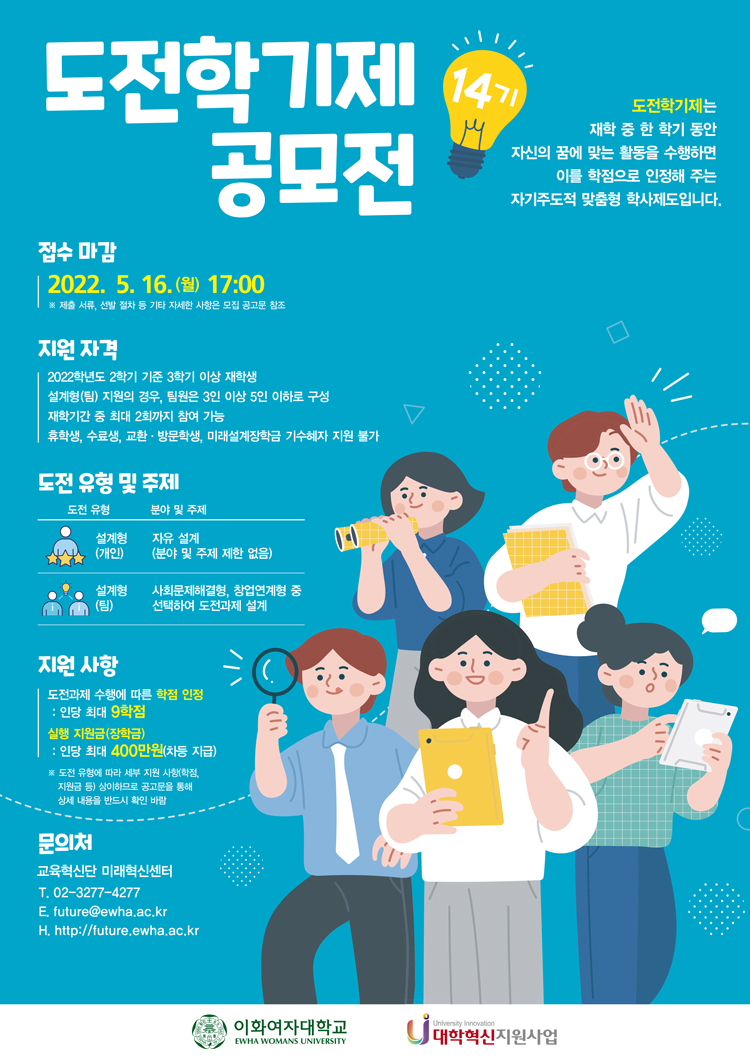 도전학기제
공모전
14기
도전학기제는
재학 중 한 학기 동안
자신의 꿈에 맞는 활동을 수행하면
이를 학점으로 인정해 주는
자기주도적 맞춤형 학사제도입니다.
접수 마감
2022. 5. 16.(월) 17:00
※ 제출 서류, 선발 절차 등 기타 자세한 사항은 모집 공고문 참조
지원 자격
2022학년도 2학기 기준 3학기 이상 재학생
설계형(팀) 지원의 경우, 팀원은 3인 이상 5인 이하로 구성
재학기간 중 최대 2회까지 참여 가능
휴학생, 수료생, 교환·방문학생, 미래설계장학금 기수혜자 지원 불가
도전 유형 및 주제
도전 유형 분야 및 주제
설계형 자유 설계
(개인) (분야 및 주제 제한 없음)
설계형 사회문제해결형, 창업연계형 중
(팀) 선택하여 도전과제 설계
지원 사항
도전과제 수행에 따른 학점 인정
: 인당 최대 9학점
실행 지원금(장학금)
: 인당 최대 400만원(차등 지급)
※ 도전 유형에 따라 세부 지원 사항(학점,
지원금 등) 상이하므로 공고문을 통해
상세 내용을 반드시 확인 바람
문의처
교육혁신단 미래혁신센터
T. 02-3277-4277
E. future@ewha.ac.kr
H. http://future.ewha.ac.kr
이화여자대학교
EWHA WOMANS UNIVERSITY
University Innovation
대학혁신지원사업